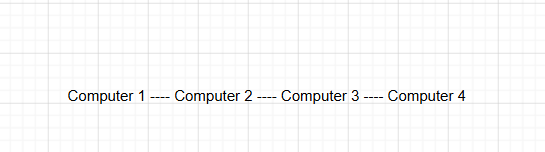 Computer 1 ---- Computer 2 ---- Computer 3 ---- Computer 4